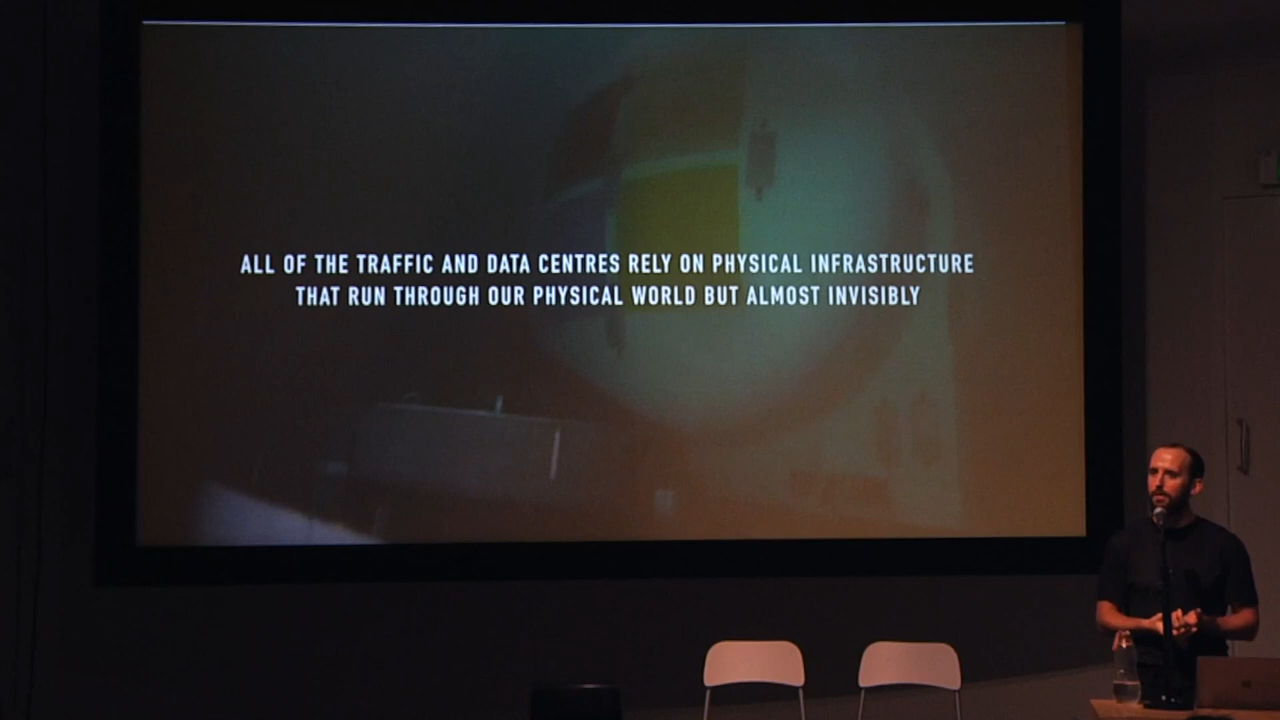 ALL OF THE TRAFFIC AND DATA CENTRES RELY ON PHYSICAL INFRASTRUCTURE
THAT RUN THROUGH OUR PHYSICAL WORLD BUT ALMOST INVISIBLY